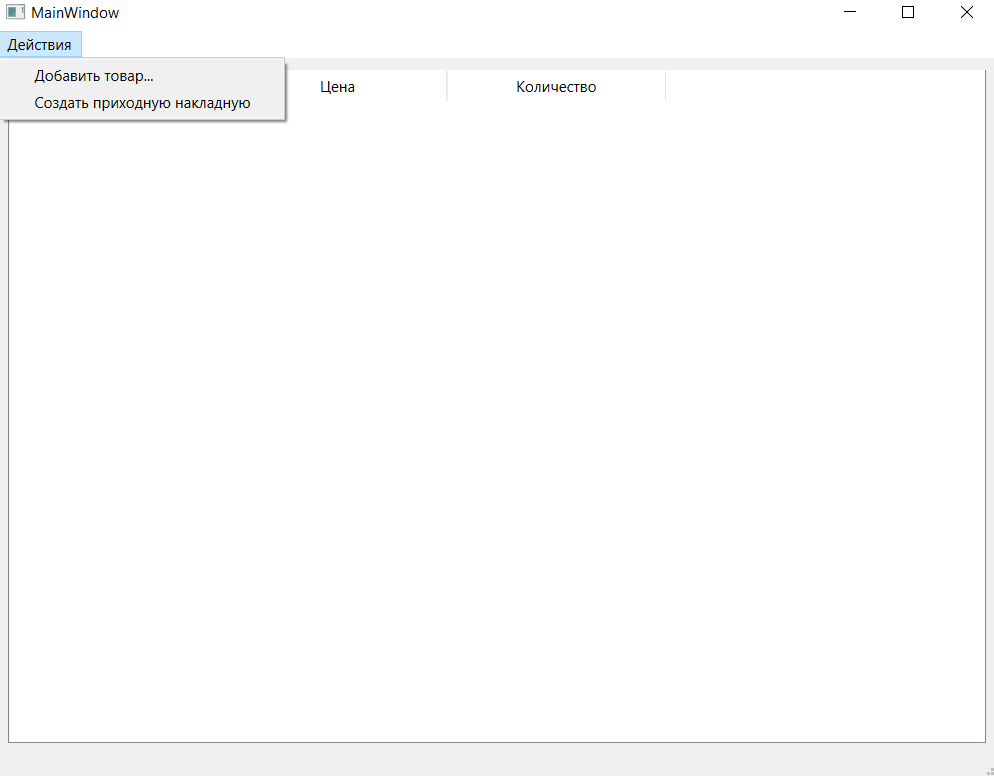 MainWindow
Действия
Добавить товар...
Создать приходную накладную
Цена
Количество